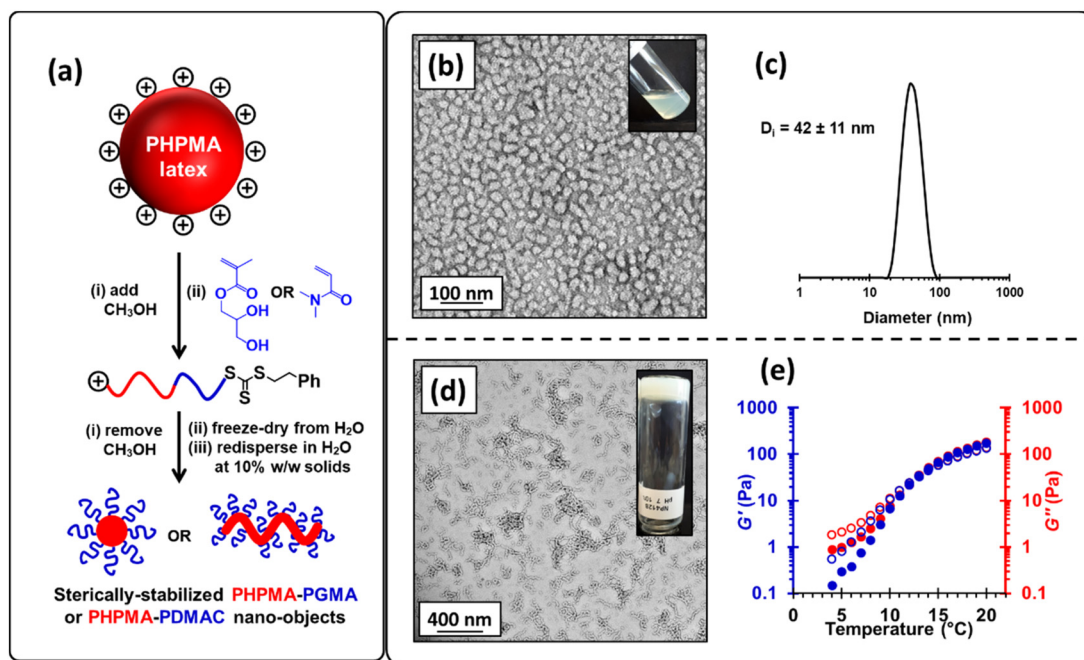 (a)
PHPMA
latex
(i) add
CH₃OH
(ii)
OR
N
O
O
O
OH
OH
S
S
S
Ph
(i) remove
CH₃OH
(ii) freeze-dry from H₂O
(iii) redisperse in H₂O
at 10% w/w solids
OR
Sterically-stabilized PHPMA-PGMA
or PHPMA-PDMAC nano-objects
(b)
100 nm
(c)
Dᵢ = 42 ± 11 nm
1 10 100 1000
Diameter (nm)
(d)
pH 7
400 nm
(e)
1000
100
10
1
0.1
G′ (Pa)
1000
100
10
1
0.1
G″ (Pa)
0 5 10 15 20
Temperature (°C)